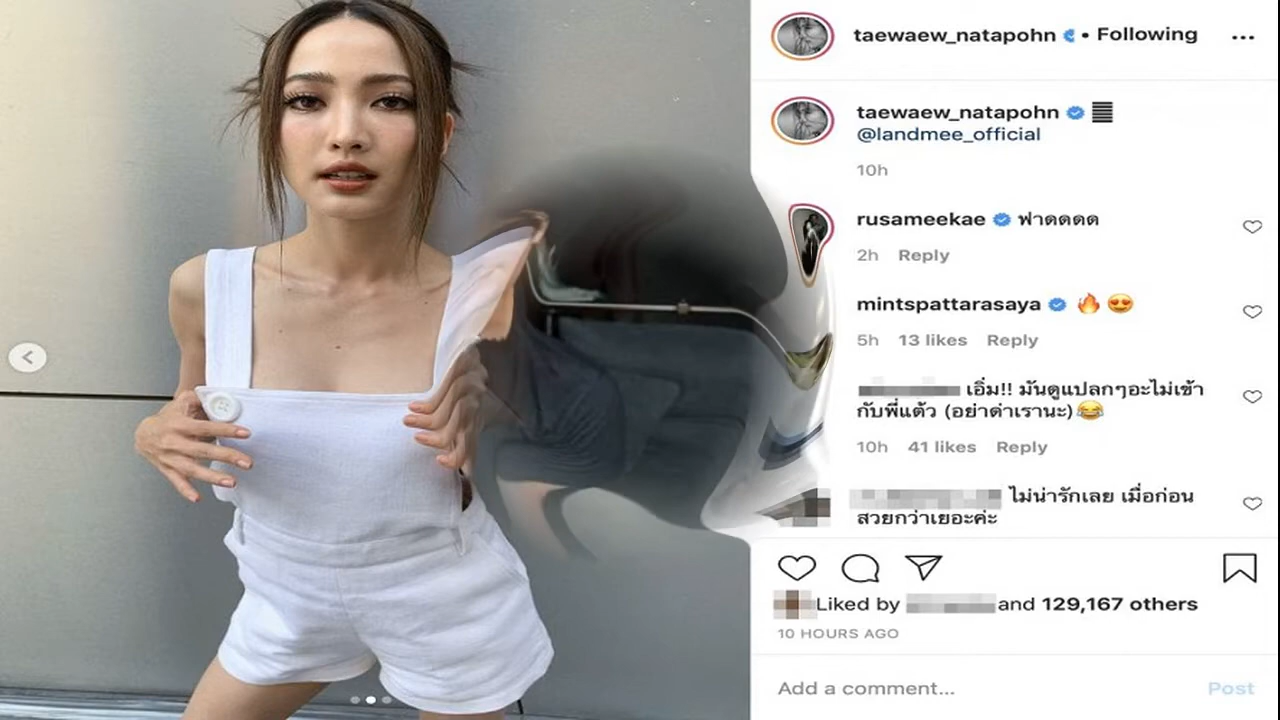 taewaew_natapohn • Following
taewaew_natapohn
@landmee_official
10h
rusameekae ฟาดดดด
2h Reply
mintspattarasaya 🔥😍
5h 13 likes Reply
เอิ่ม!! มันดูแปลกๆอะไม่เข้า
กับพี่แต้ว (อย่าด่าเรานะ)😂
10h 41 likes Reply
ไม่น่ารักเลย เมื่อก่อน
สวยกว่าเยอะค่ะ
Liked by and 129,167 others
10 HOURS AGO
Add a comment... Post